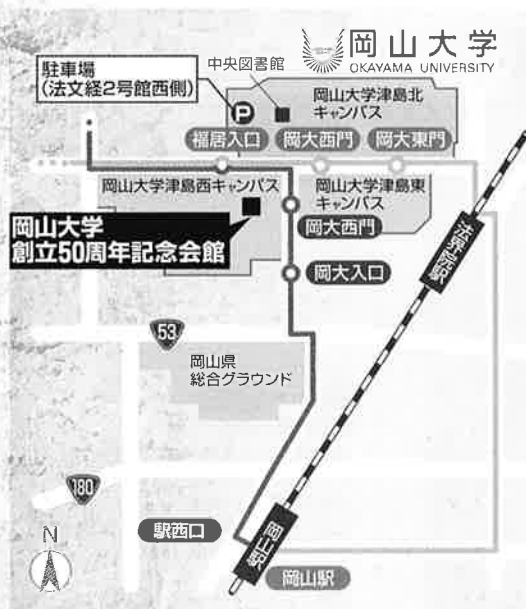 岡山大学
OKAYAMA UNIVERSITY
駐車場
(法文経2号館西側)
中央図書館
P
岡山大学津島北
キャンパス
福居入口
岡大西門
岡大東門
岡山大学津島西キャンパス
岡山大学津島東
キャンパス
岡山大学
創立50周年記念会館
岡大西門
岡大入口
法界院駅
53
岡山県
総合グラウンド
180
駅西口
岡山駅
岡山駅
N